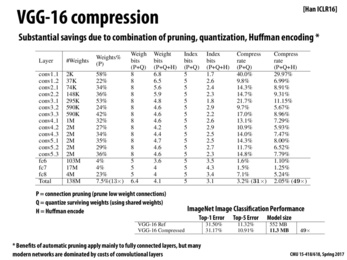 [Han ICLR16]
VGG-16 compression
Substantial savings due to combination of pruning, quantization, Huffman encoding *
Layer #Weights Weights% (P) Weigh bits (P+Q) Weight bits (P+Q+H) Index bits (P+Q) Index bits (P+Q+H) Compress rate (P+Q) Compress rate (P+Q+H)
conv1_1 2K 58% 8 6.8 5 1.7 40.0% 29.97%
conv1_2 37K 22% 8 6.5 5 2.6 9.8% 6.99%
conv2_1 74K 34% 8 5.6 5 2.4 14.3% 8.91%
conv2_2 148K 36% 8 5.9 5 2.3 14.7% 9.31%
conv3_1 295K 53% 8 4.8 5 1.8 21.7% 11.15%
conv3_2 590K 24% 8 4.6 5 2.9 9.7% 5.67%
conv3_3 590K 42% 8 4.6 5 2.2 17.0% 8.96%
conv4_1 1M 32% 8 4.6 5 2.6 13.1% 7.29%
conv4_2 2M 27% 8 4.2 5 2.9 10.9% 5.93%
conv4_3 2M 34% 8 4.4 5 2.5 14.0% 7.47%
conv5_1 2M 35% 8 4.7 5 2.5 14.3% 8.00%
conv5_2 2M 29% 8 4.6 5 2.7 11.7% 6.52%
conv5_3 2M 36% 8 4.6 5 2.3 14.8% 7.79%
fc6 103M 4% 5 3.6 5 3.5 1.6% 1.10%
fc7 17M 4% 5 4 5 4.3 1.5% 1.25%
fc8 4M 23% 5 4 5 3.4 7.1% 5.24%
Total 138M 7.5%(13×) 6.4 4.1 5 3.1 3.2% (31×) 2.05% (49×)
P = connection pruning (prune low weight connections)
Q = quantize surviving weights (using shared weights)
H = Huffman encode
ImageNet Image Classification Performance
Top-1 Error Top-5 Error Model size
VGG-16 Ref 31.50% 11.32% 552 MB
VGG-16 Compressed 31.17% 10.91% 11.3 MB 49×
* Benefits of automatic pruning apply mainly to fully connected layers, but many
modern networks are dominated by costs of convolutional layers
CMU 15-418/618, Spring 2017